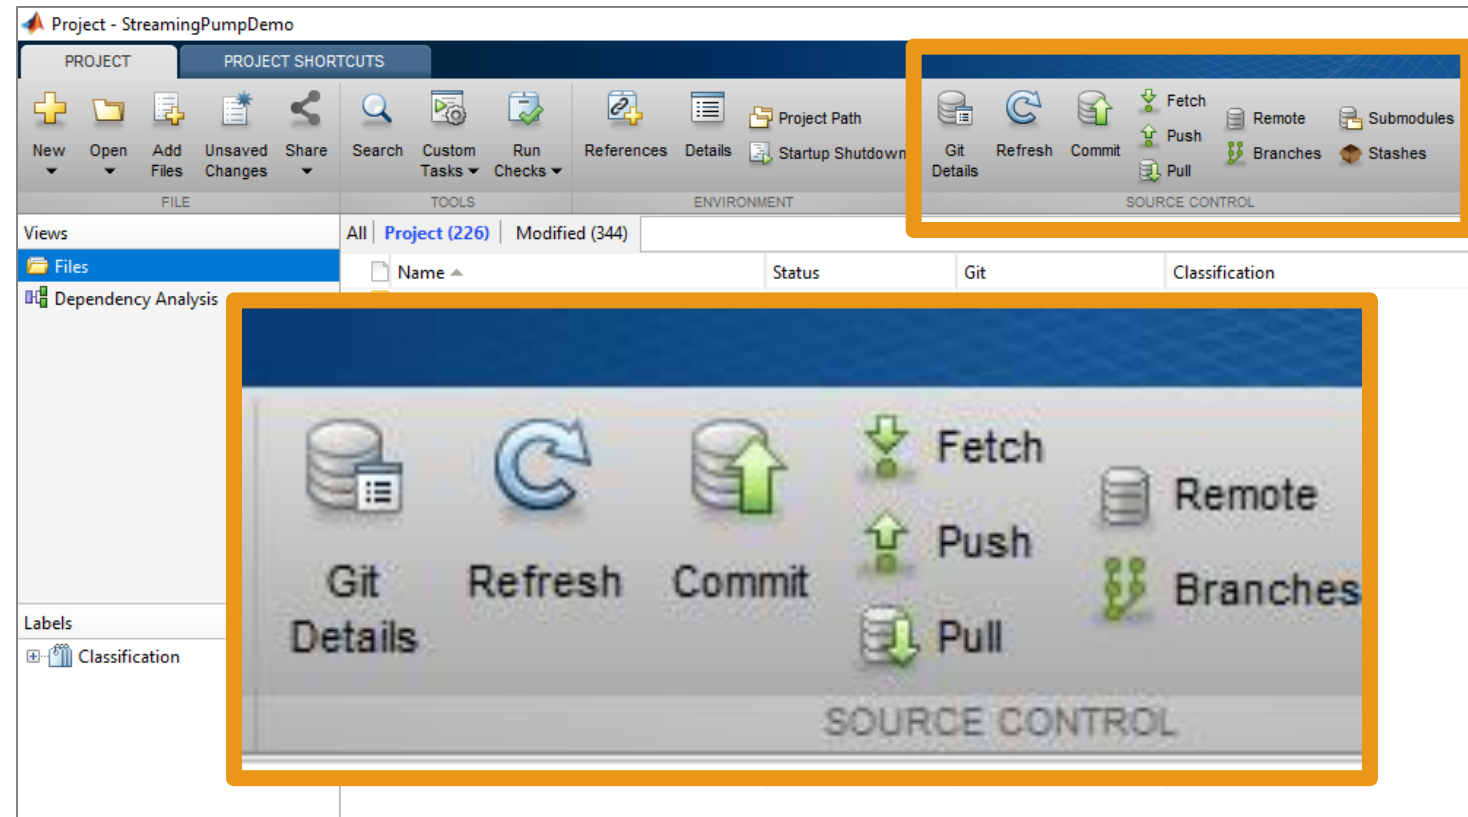 Project - StreamingPumpDemo
PROJECT PROJECT SHORTCUTS
New Open Add Files Unsaved Changes Share
FILE
Search Custom Tasks Run Checks
TOOLS
References Details Project Path Startup Shutdown
ENVIRONMENT
Git Details Refresh Commit Fetch Push Pull Remote Branches Submodules Stashes
SOURCE CONTROL
Views
Files
Dependency Analysis
All Project (226) Modified (344)
Name Status Git Classification
Git Details Refresh Commit Fetch Push Pull Remote Branches
SOURCE CONTROL
Labels
Classification